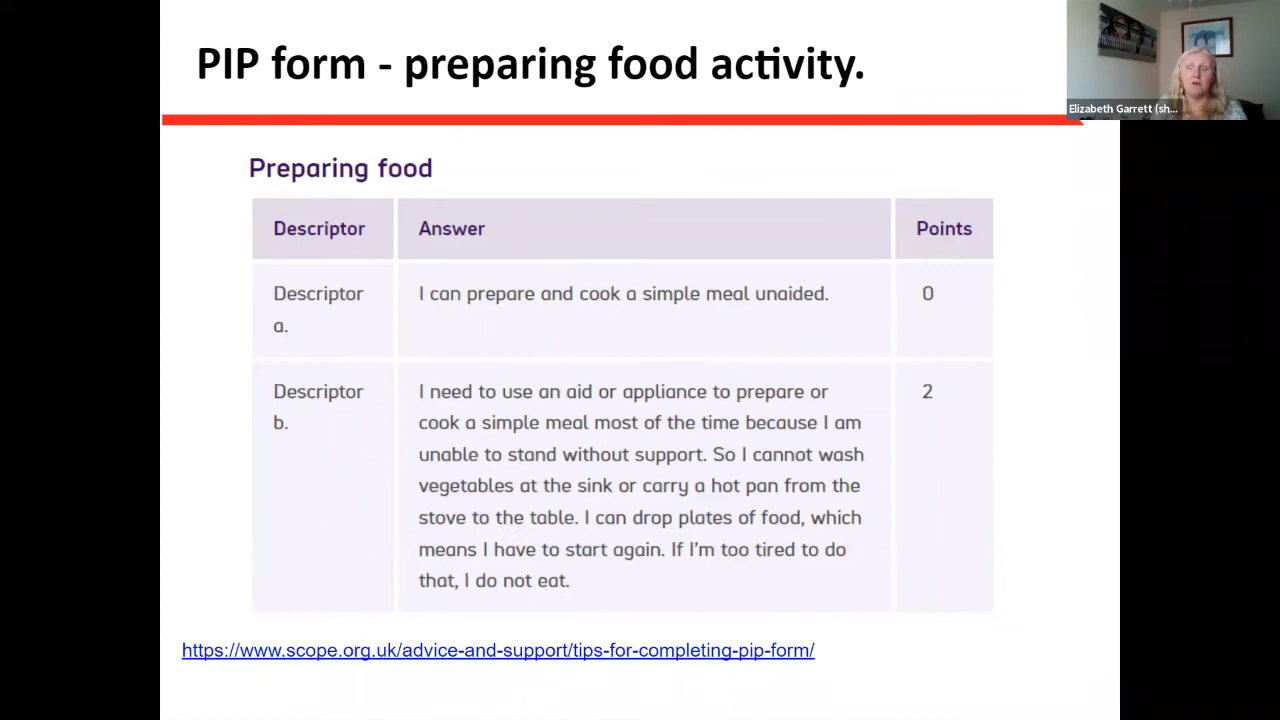 PIP form - preparing food activity.
Elizabeth Garrett (sh...
Preparing food
Descriptor Answer Points
Descriptor a. I can prepare and cook a simple meal unaided. 0
Descriptor b. I need to use an aid or appliance to prepare or 2
cook a simple meal most of the time because I am
unable to stand without support. So I cannot wash
vegetables at the sink or carry a hot pan from the
stove to the table. I can drop plates of food, which
means I have to start again. If I'm too tired to do
that, I do not eat.
https://www.scope.org.uk/advice-and-support/tips-for-completing-pip-form/